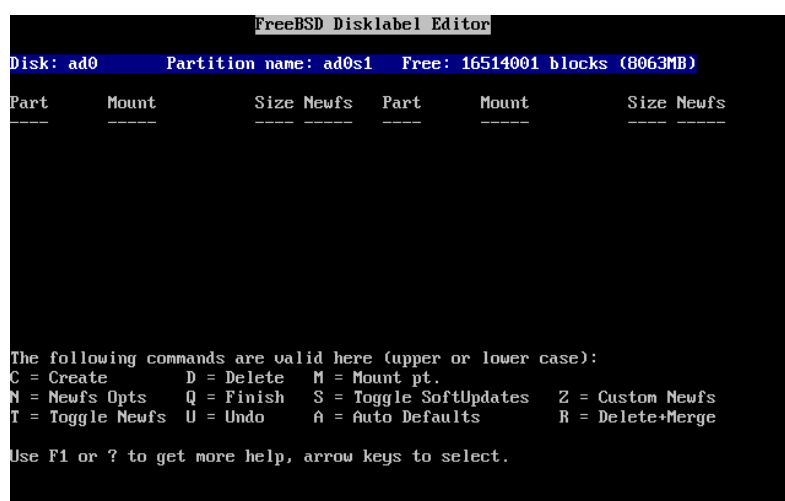 FreeBSD Disklabel Editor
Disk: ad0 Partition name: ad0s1 Free: 16514001 blocks (8063MB)
Part Mount Size Newfs Part Mount Size Newfs
---- ----- ---- ----- ---- ----- ---- -----
The following commands are valid here (upper or lower case):
C = Create D = Delete M = Mount pt.
N = Newfs Opts Q = Finish S = Toggle SoftUpdates Z = Custom Newfs
T = Toggle Newfs U = Undo A = Auto Defaults R = Delete+Merge
Use F1 or ? to get more help, arrow keys to select.